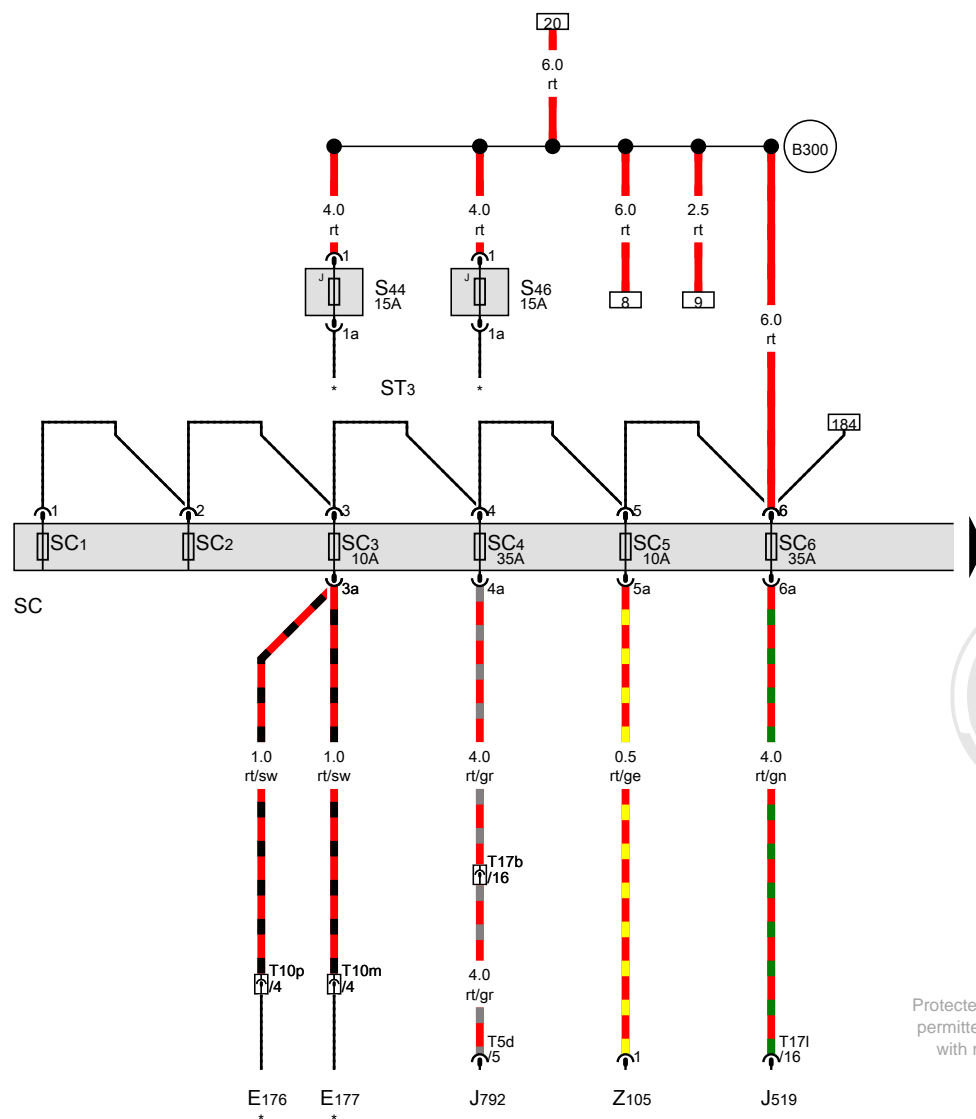 20
6.0
rt
B300
4.0
rt
4.0
rt
6.0
rt
2.5
rt
1
1
J
S44
15A
J
S46
15A
8
9
6.0
rt
1a
1a
*
ST3
*
184
1
2
3
4
5
6
SC1
SC2
SC3
10A
SC4
35A
SC5
10A
SC6
35A
3a
4a
5a
6a
SC
1.0
rt/sw
1.0
rt/sw
4.0
rt/gr
0.5
rt/ge
4.0
rt/gn
T17b
/16
T10p
/4
T10m
/4
4.0
rt/gr
Protecte
permitte
with r
T5d
/5
1
T17l
/16
E176
*
E177
*
J792
Z105
J519